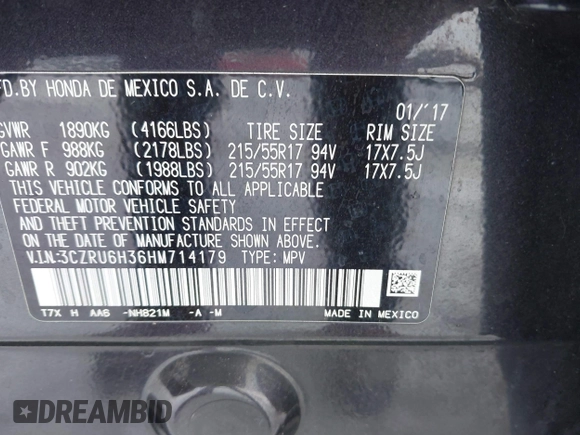 FD.BY HONDA DE MEXICO S.A. DE C.V.
01/'17
GVWR 1890KG (4166LBS) TIRE SIZE RIM SIZE
GAWR F 988KG (2178LBS) 215/55R17 94V 17X7.5J
GAWR R 902KG (1988LBS) 215/55R17 94V 17X7.5J
THIS VEHICLE CONFORMS TO ALL APPLICABLE
FEDERAL MOTOR VEHICLE SAFETY
AND THEFT PREVENTION STANDARDS IN EFFECT
ON THE DATE OF MANUFACTURE SHOWN ABOVE.
V.I.N:3CZRU6H36HM714179 TYPE: MPV
T7X H AA6 -NH821M -A -M
MADE IN MEXICO
DREAMBID